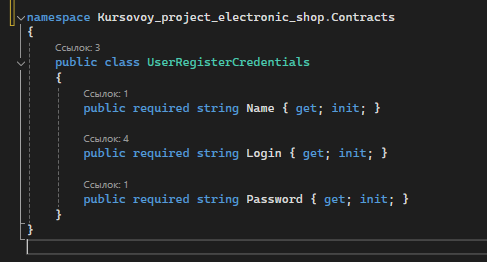 namespace Kursovoy_project_electronic_shop.Contracts
{
Ссылок: 3
public class UserRegisterCredentials
{
Ссылок: 1
public required string Name { get; init; }
Ссылок: 4
public required string Login { get; init; }
Ссылок: 1
public required string Password { get; init; }
}
}